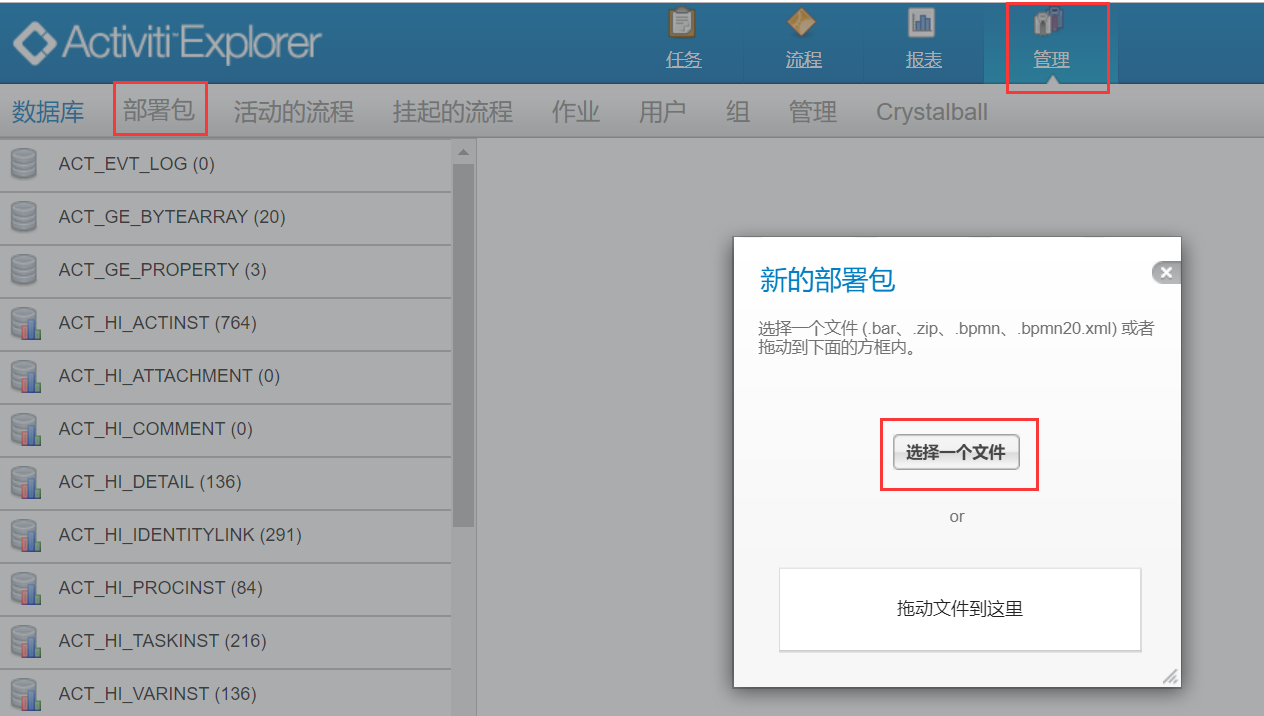 Activiti™Explorer
任务
流程
报表
管理
数据库
部署包
活动的流程
挂起的流程
作业
用户
组
管理
Crystalball
ACT_EVT_LOG (0)
ACT_GE_BYTEARRAY (20)
ACT_GE_PROPERTY (3)
ACT_HI_ACTINST (764)
ACT_HI_ATTACHMENT (0)
ACT_HI_COMMENT (0)
ACT_HI_DETAIL (136)
ACT_HI_IDENTITYLINK (291)
ACT_HI_PROCINST (84)
ACT_HI_TASKINST (216)
ACT_HI_VARINST (136)
新的部署包
选择一个文件 (.bar、.zip、.bpmn、.bpmn20.xml) 或者
拖动到下面的方框内。
选择一个文件
or
拖动文件到这里